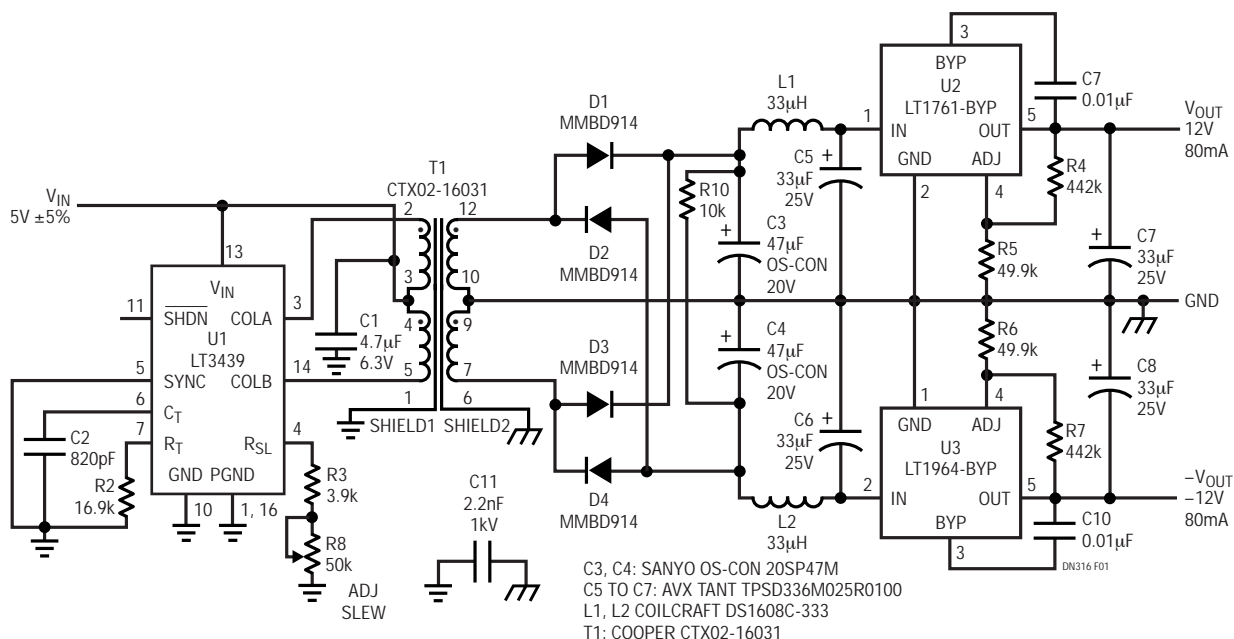 V_IN
5V ±5%
13
V_IN
11
SHDN
COLA
3
U1
LT3439
5
SYNC
COLB
14
6
C_T
7
R_T
R_SL
4
GND
PGND
10
1, 16
C2
820pF
R2
16.9k
R3
3.9k
R8
50k
ADJ
SLEW
C1
4.7µF
6.3V
T1
CTX02-16031
2
12
3
10
4
9
5
7
1
6
SHIELD1
SHIELD2
C11
2.2nF
1kV
D1
MMBD914
D2
MMBD914
D3
MMBD914
D4
MMBD914
R10
10k
L1
33µH
+
C3
47µF
OS-CON
20V
C4
47µF
OS-CON
20V
+
L2
33µH
C5
+
33µF
25V
C6
+
33µF
25V
3
BYP
U2
LT1761-BYP
1
IN
OUT
5
GND
ADJ
2
4
C7
0.01µF
V_OUT
12V
80mA
R4
442k
R5
49.9k
+
C7
33µF
25V
GND
R6
49.9k
1
4
GND
ADJ
U3
LT1964-BYP
2
IN
OUT
5
BYP
3
R7
442k
+
C8
33µF
25V
–V_OUT
–12V
80mA
C10
0.01µF
DN316 F01
C3, C4: SANYO OS-CON 20SP47M
C5 TO C7: AVX TANT TPSD336M025R0100
L1, L2 COILCRAFT DS1608C-333
T1: COOPER CTX02-16031